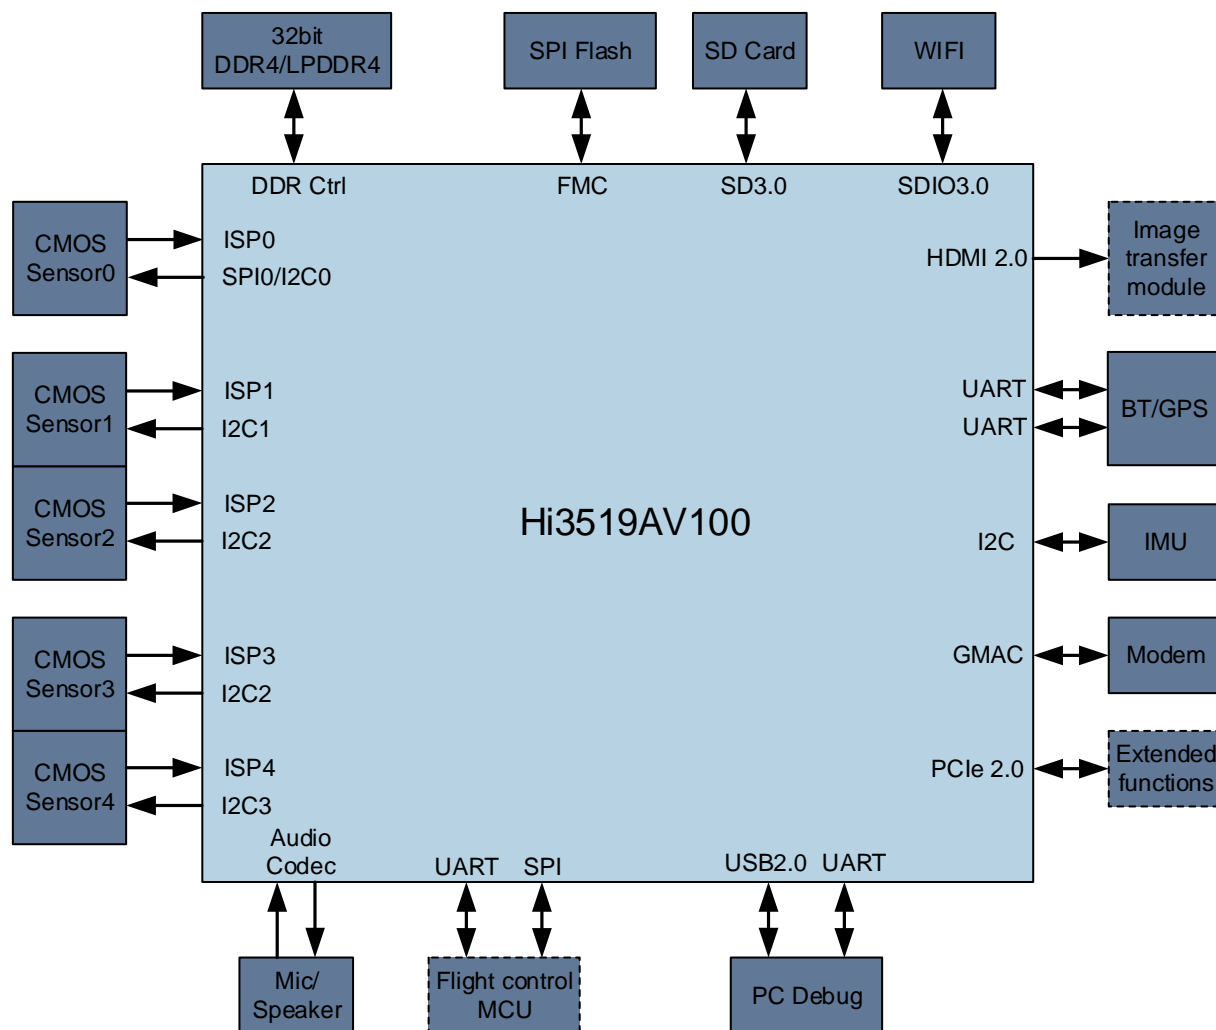 32bit
DDR4/LPDDR4
SPI Flash
SD Card
WIFI
DDR Ctrl
FMC
SD3.0
SDIO3.0
CMOS
Sensor0
ISP0
SPI0/I2C0
HDMI 2.0
Image
transfer
module
CMOS
Sensor1
ISP1
I2C1
UART
UART
BT/GPS
CMOS
Sensor2
ISP2
I2C2
Hi3519AV100
I2C
IMU
CMOS
Sensor3
ISP3
I2C2
GMAC
Modem
CMOS
Sensor4
ISP4
I2C3
PCIe 2.0
Extended
functions
Audio
Codec
UART
SPI
USB2.0
UART
Mic/
Speaker
Flight control
MCU
PC Debug